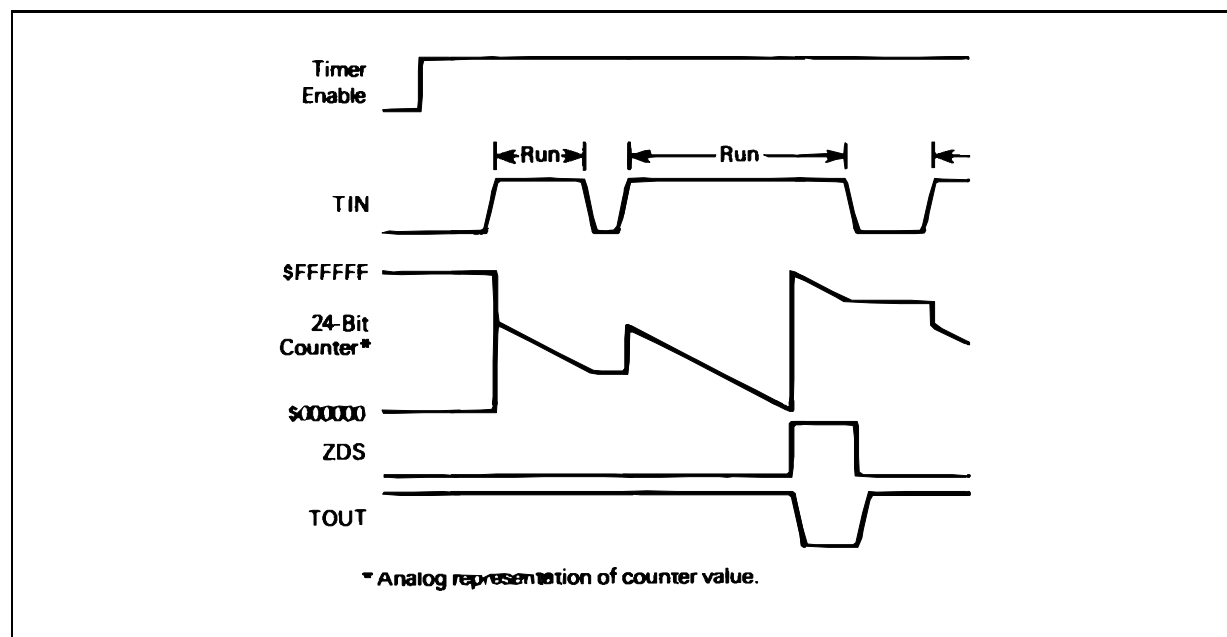 Timer
Enable
Run
Run
TIN
$FFFFFF
24-Bit
Counter*
$000000
ZDS
TOUT
* Analog representation of counter value.